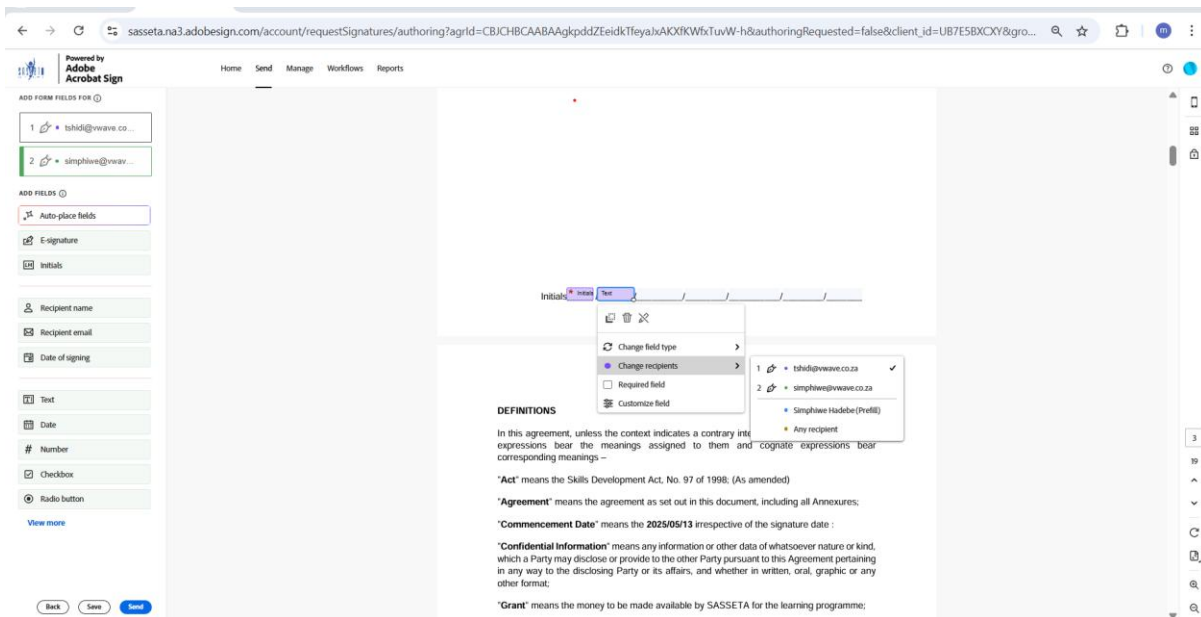 sasseta.na3.adobesign.com/account/requestSignatures/authoring?agrId=CBJCHBCAABAAgkpddZEeidkTfeyaJxAKXfKWfxTuvW-h&authoringRequested=false&client_id=UB7E5BXCXY&gro...
m
Powered by
Adobe
Acrobat Sign
Home Send Manage Workflows Reports
ADD FORM FIELDS FOR
1 tshidi@vwave.co...
2 simphiwe@vwav...
ADD FIELDS
Auto-place fields
E-signature
Initials
Recipient name
Recipient email
Date of signing
Text
Date
Number
Checkbox
Radio button
View more
Back Save Send
Initials * Initials / Text /________/________/________/________/________
Change field type
Change recipients
Required field
Customize field
1 tshidi@vwave.co.za
2 simphiwe@vwave.co.za
Simphiwe Hadebe (Prefill)
Any recipient
DEFINITIONS
In this agreement, unless the context indicates a contrary
expressions bear the meanings assigned to them and cognate expressions bear
corresponding meanings –
"Act" means the Skills Development Act, No. 97 of 1998; (As amended)
"Agreement" means the agreement as set out in this document, including all Annexures;
"Commencement Date" means the 2025/05/13 irrespective of the signature date :
"Confidential Information" means any information or other data of whatsoever nature or kind,
which a Party may disclose or provide to the other Party pursuant to this Agreement pertaining
in any way to the disclosing Party or its affairs, and whether in written, oral, graphic or any
other format;
"Grant" means the money to be made available by SASSETA for the learning programme;
3
19